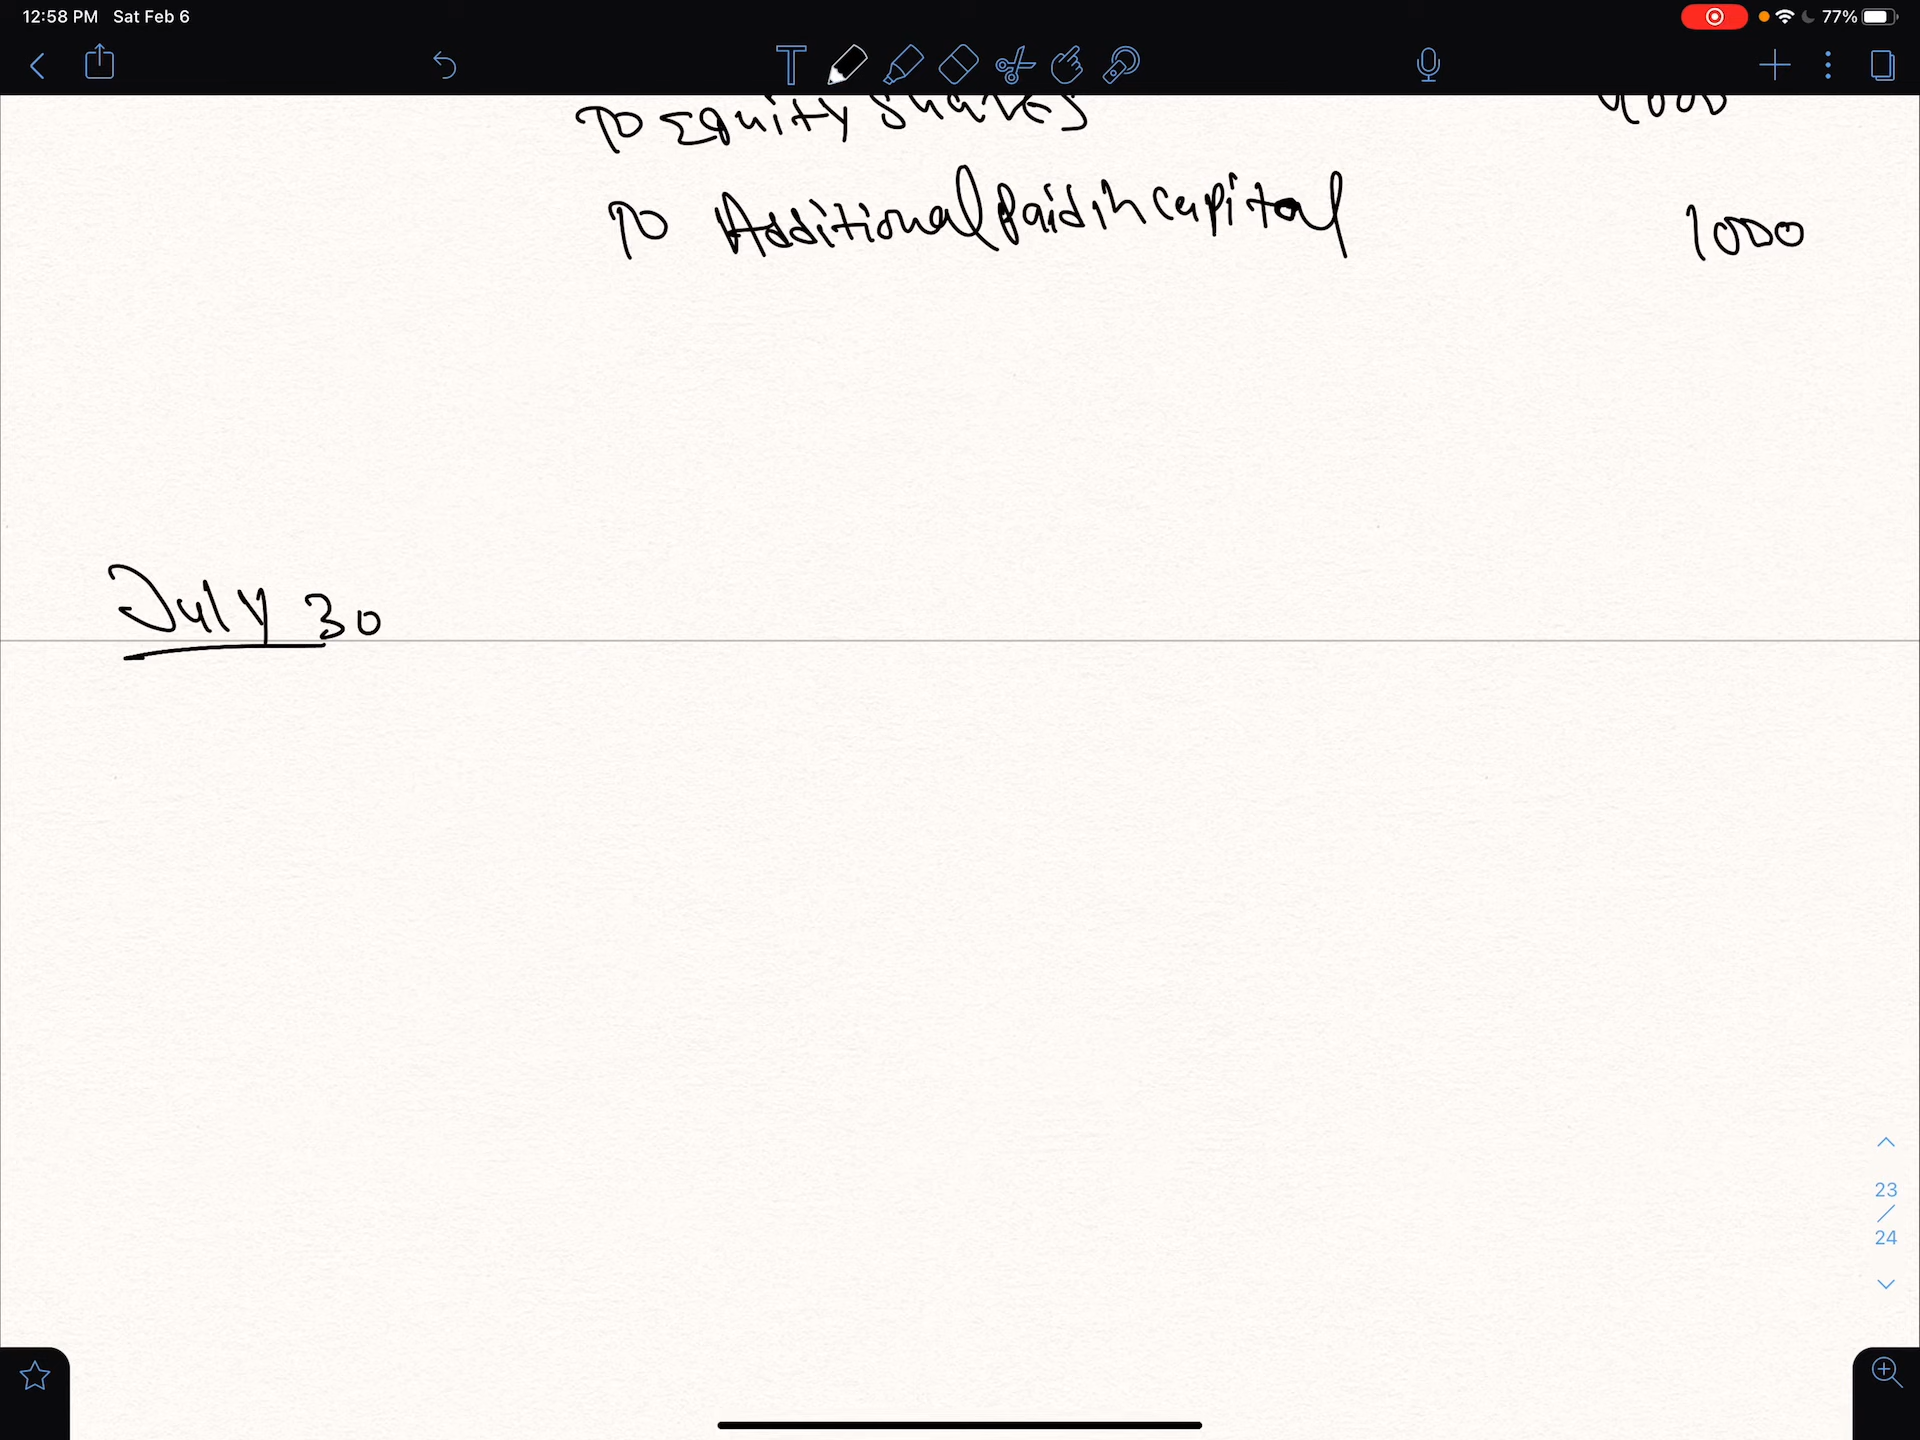 12:58 PM Sat Feb 6
77%
To Equity Shares
To Additional paid in capital 1000
July 30
23
/
24